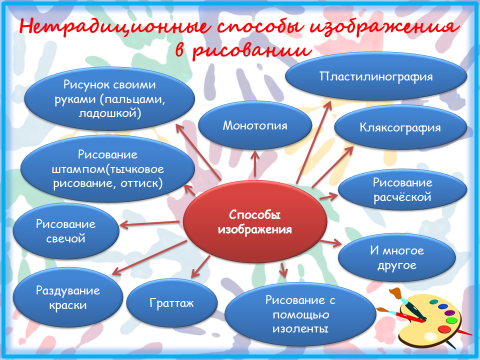 Нетрадиционные способы изображения
в рисовании
Рисунок своими
руками (пальцами,
ладошкой)
Монотопия
Пластилинография
Кляксография
Рисование
штампом(тычковое
рисование, оттиск)
Рисование
расчёской
Способы
изображения
Рисование
свечой
И многое
другое
Раздувание
краски
Граттаж
Рисование с
помощью
изоленты